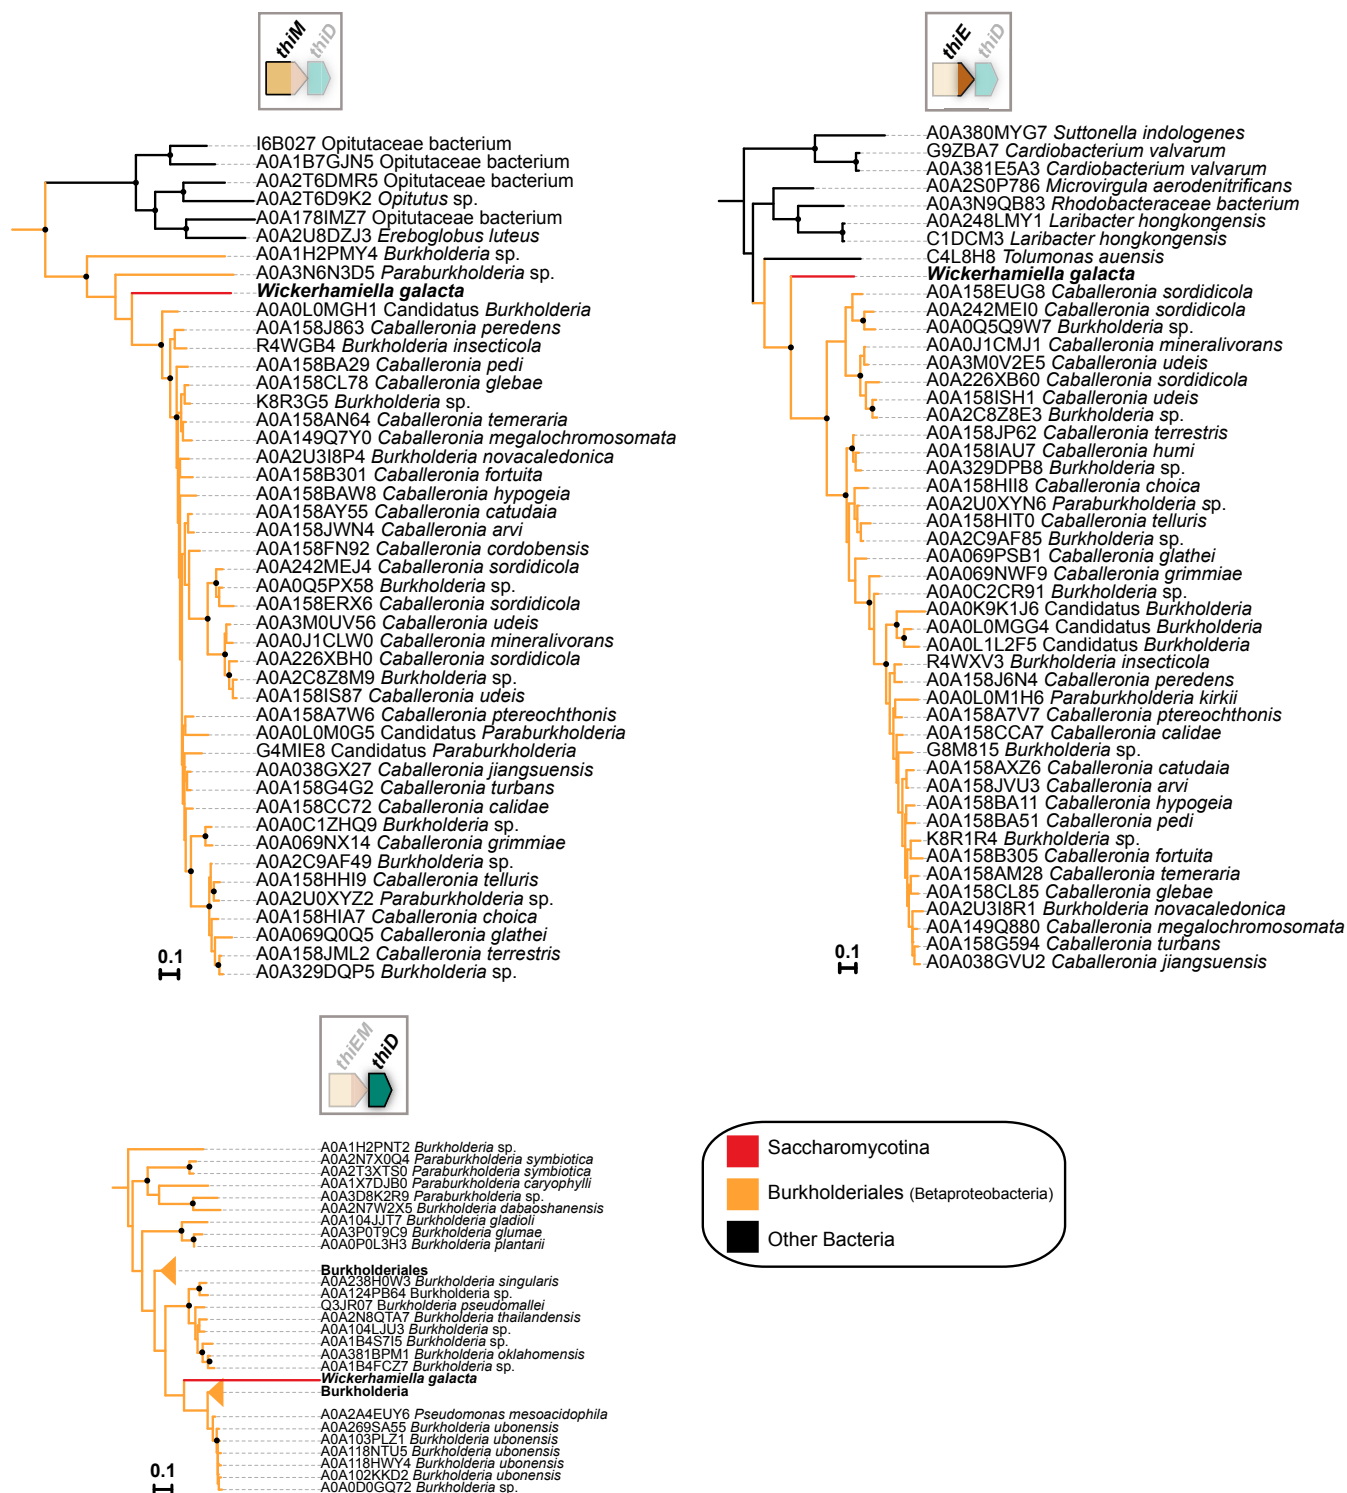 thiM thiD
I6B027 Opitutaceae bacterium
A0A1B7GJN5 Opitutaceae bacterium
A0A2T6DMR5 Opitutaceae bacterium
A0A2T6D9K2 Opitutus sp.
A0A178IMZ7 Opitutaceae bacterium
A0A2U8DZJ3 Ereboglobus luteus
A0A1H2PMY4 Burkholderia sp.
A0A3N6N3D5 Paraburkholderia sp.
Wickerhamiella galacta
A0A0L0MGH1 Candidatus Burkholderia
A0A158J863 Caballeronia peredens
R4WGB4 Burkholderia insecticola
A0A158BA29 Caballeronia pedi
A0A158CL78 Caballeronia glebae
K8R3G5 Burkholderia sp.
A0A158AN64 Caballeronia temeraria
A0A149Q7Y0 Caballeronia megalochromosomata
A0A2U3I8P4 Burkholderia novacaledonica
A0A158B301 Caballeronia fortuita
A0A158BAW8 Caballeronia hypogeia
A0A158AY55 Caballeronia catudaia
A0A158JWN4 Caballeronia arvi
A0A158FN92 Caballeronia cordobensis
A0A242MEJ4 Caballeronia sordidicola
A0A0Q5PX58 Burkholderia sp.
A0A158ERX6 Caballeronia sordidicola
A0A3M0UV56 Caballeronia udeis
A0A0J1CLW0 Caballeronia mineralivorans
A0A226XBH0 Caballeronia sordidicola
A0A2C8Z8M9 Burkholderia sp.
A0A158IS87 Caballeronia udeis
A0A158A7W6 Caballeronia ptereochthonis
A0A0L0M0G5 Candidatus Paraburkholderia
G4MIE8 Candidatus Paraburkholderia
A0A038GX27 Caballeronia jiangsuensis
A0A158G4G2 Caballeronia turbans
A0A158CC72 Caballeronia calidae
A0A0C1ZHQ9 Burkholderia sp.
A0A069NX14 Caballeronia grimmiae
A0A2C9AF49 Burkholderia sp.
A0A158HHI9 Caballeronia telluris
A0A2U0XYZ2 Paraburkholderia sp.
A0A158HIA7 Caballeronia choica
A0A069Q0Q5 Caballeronia glathei
A0A158JML2 Caballeronia terrestris
A0A329DQP5 Burkholderia sp.
0.1
thiE thiD
A0A380MYG7 Suttonella indologenes
G9ZBA7 Cardiobacterium valvarum
A0A381E5A3 Cardiobacterium valvarum
A0A2S0P786 Microvirgula aerodenitrificans
A0A3N9QB83 Rhodobacteraceae bacterium
A0A248LMY1 Laribacter hongkongensis
C1DCM3 Laribacter hongkongensis
C4L8H8 Tolumonas auensis
Wickerhamiella galacta
A0A158EUG8 Caballeronia sordidicola
A0A242MEI0 Caballeronia sordidicola
A0A0Q5Q9W7 Burkholderia sp.
A0A0J1CMJ1 Caballeronia mineralivorans
A0A3M0V2E5 Caballeronia udeis
A0A226XB60 Caballeronia sordidicola
A0A158ISH1 Caballeronia udeis
A0A2C8Z8E3 Burkholderia sp.
A0A158JP62 Caballeronia terrestris
A0A158IAU7 Caballeronia humi
A0A329DPB8 Burkholderia sp.
A0A158HII8 Caballeronia choica
A0A2U0XYN6 Paraburkholderia sp.
A0A158HIT0 Caballeronia telluris
A0A2C9AF85 Burkholderia sp.
A0A069PSB1 Caballeronia glathei
A0A069NWF9 Caballeronia grimmiae
A0A0C2CR91 Burkholderia sp.
A0A0K9K1J6 Candidatus Burkholderia
A0A0L0MGG4 Candidatus Burkholderia
A0A0L1L2F5 Candidatus Burkholderia
R4WXV3 Burkholderia insecticola
A0A158J6N4 Caballeronia peredens
A0A0L0M1H6 Paraburkholderia kirkii
A0A158A7V7 Caballeronia ptereochthonis
A0A158CCA7 Caballeronia calidae
G8M815 Burkholderia sp.
A0A158AXZ6 Caballeronia catudaia
A0A158JVU3 Caballeronia arvi
A0A158BA11 Caballeronia hypogeia
A0A158BA51 Caballeronia pedi
K8R1R4 Burkholderia sp.
A0A158B305 Caballeronia fortuita
A0A158AM28 Caballeronia temeraria
A0A158CL85 Caballeronia glebae
A0A2U3I8R1 Burkholderia novacaledonica
A0A149Q880 Caballeronia megalochromosomata
A0A158G594 Caballeronia turbans
A0A038GVU2 Caballeronia jiangsuensis
0.1
thiEM thiD
A0A1H2PNT2 Burkholderia sp.
A0A2N7X0Q4 Paraburkholderia symbiotica
A0A2T3XTS0 Paraburkholderia symbiotica
A0A1X7DJB0 Paraburkholderia caryophylli
A0A3D8K2R9 Paraburkholderia sp.
A0A2N7W2X5 Burkholderia dabaoshanensis
A0A104JJT7 Burkholderia gladioli
A0A3P0T9C9 Burkholderia glumae
A0A0P0L3H3 Burkholderia plantarii
Burkholderiales
A0A238H0W3 Burkholderia singularis
A0A124PB64 Burkholderia sp.
Q3JR07 Burkholderia pseudomallei
A0A2N8QTA7 Burkholderia thailandensis
A0A104LJU3 Burkholderia sp.
A0A1B4S7I5 Burkholderia sp.
A0A381BPM1 Burkholderia oklahomensis
A0A1B4FCZ7 Burkholderia sp.
Wickerhamiella galacta
Burkholderia
A0A2A4EUY6 Pseudomonas mesoacidophila
A0A269SA55 Burkholderia ubonensis
A0A103PLZ1 Burkholderia ubonensis
A0A118NTU5 Burkholderia ubonensis
A0A118HWY4 Burkholderia ubonensis
A0A102KKD2 Burkholderia ubonensis
A0A0D0GQ72 Burkholderia sp.
0.1
Saccharomycotina
Burkholderiales (Betaproteobacteria)
Other Bacteria